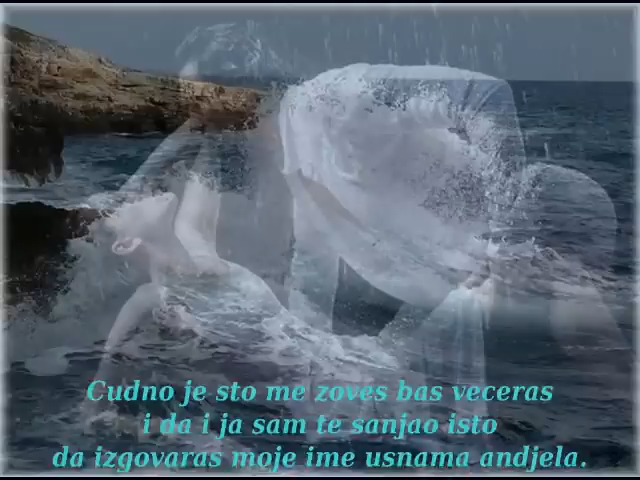 Cudno je sto me zoves bas veceras
i da i ja sam te sanjao isto
da izgovaras moje ime usnama andjela.